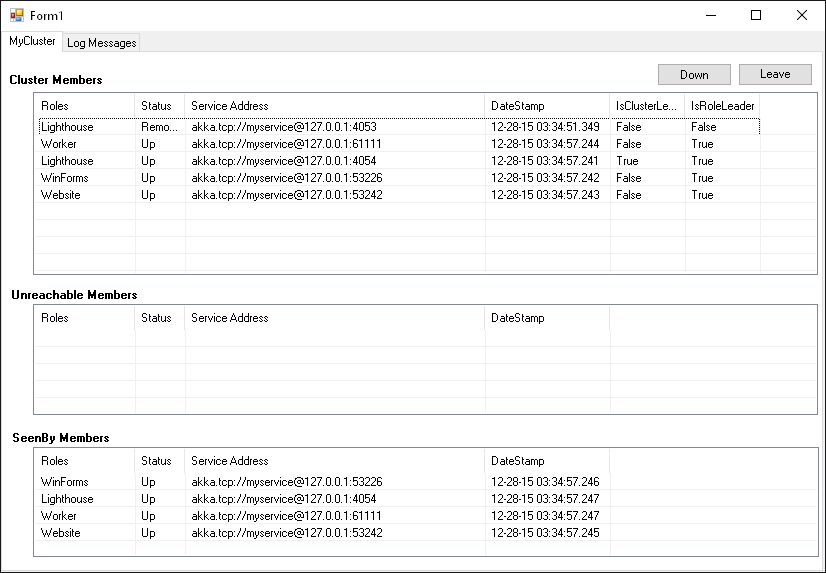 Form1
MyCluster Log Messages
Cluster Members Down Leave
Roles Status Service Address DateStamp IsClusterLe... IsRoleLeader
Lighthouse Remo... akka.tcp://myservice@127.0.0.1:4053 12-28-15 03:34:51.349 False False
Worker Up akka.tcp://myservice@127.0.0.1:61111 12-28-15 03:34:57.244 False True
Lighthouse Up akka.tcp://myservice@127.0.0.1:4054 12-28-15 03:34:57.241 True True
WinForms Up akka.tcp://myservice@127.0.0.1:53226 12-28-15 03:34:57.242 False True
Website Up akka.tcp://myservice@127.0.0.1:53242 12-28-15 03:34:57.243 False True
Unreachable Members
Roles Status Service Address DateStamp
SeenBy Members
Roles Status Service Address DateStamp
WinForms Up akka.tcp://myservice@127.0.0.1:53226 12-28-15 03:34:57.246
Lighthouse Up akka.tcp://myservice@127.0.0.1:4054 12-28-15 03:34:57.247
Worker Up akka.tcp://myservice@127.0.0.1:61111 12-28-15 03:34:57.247
Website Up akka.tcp://myservice@127.0.0.1:53242 12-28-15 03:34:57.245